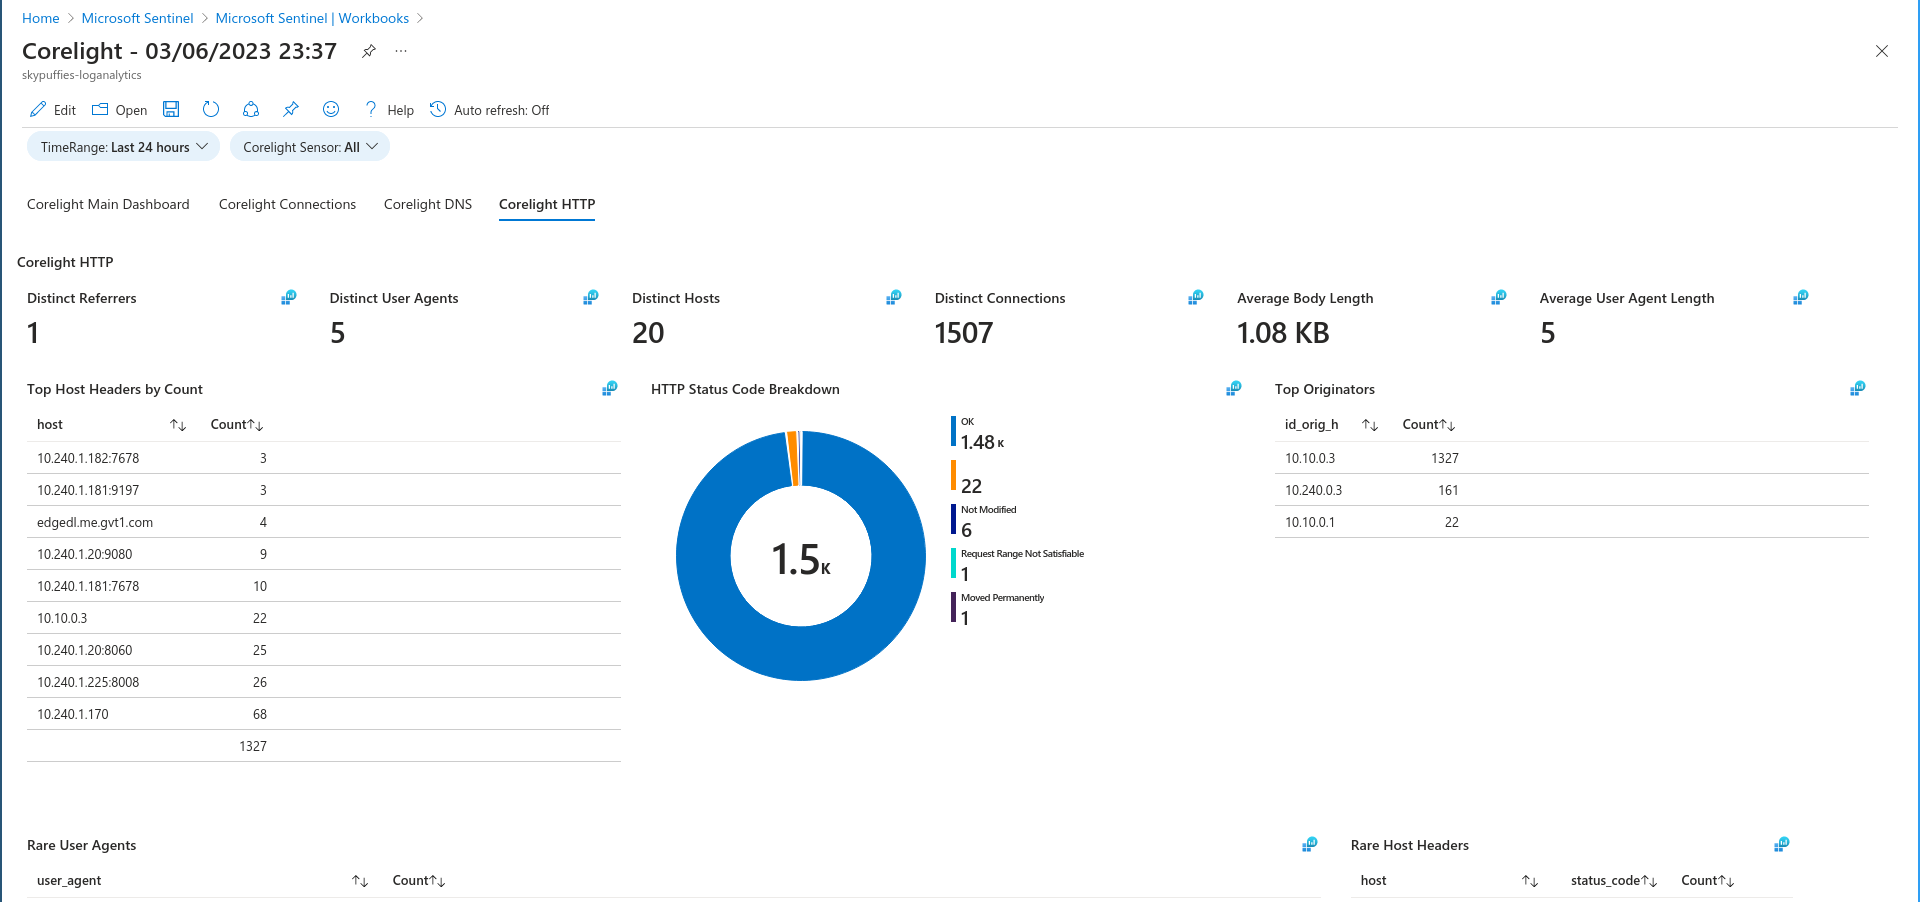 Home > Microsoft Sentinel > Microsoft Sentinel | Workbooks >
Corelight - 03/06/2023 23:37 ...
skypuffies-loganalytics
Edit Open ? Help Auto refresh: Off
TimeRange: Last 24 hours Corelight Sensor: All
Corelight Main Dashboard Corelight Connections Corelight DNS Corelight HTTP
Corelight HTTP
Distinct Referrers
1
Distinct User Agents
5
Distinct Hosts
20
Distinct Connections
1507
Average Body Length
1.08 KB
Average User Agent Length
5
Top Host Headers by Count
host ↑↓ Count↑↓
10.240.1.182:7678 3
10.240.1.181:9197 3
edgedl.me.gvt1.com 4
10.240.1.20:9080 9
10.240.1.181:7678 10
10.10.0.3 22
10.240.1.20:8060 25
10.240.1.225:8008 26
10.240.1.170 68
1327
HTTP Status Code Breakdown
1.5K
OK
1.48 K
22
Not Modified
6
Request Range Not Satisfiable
1
Moved Permanently
1
Top Originators
id_orig_h ↑↓ Count↑↓
10.10.0.3 1327
10.240.0.3 161
10.10.0.1 22
Rare User Agents
user_agent ↑↓ Count↑↓
Rare Host Headers
host ↑↓ status_code↑↓ Count↑↓